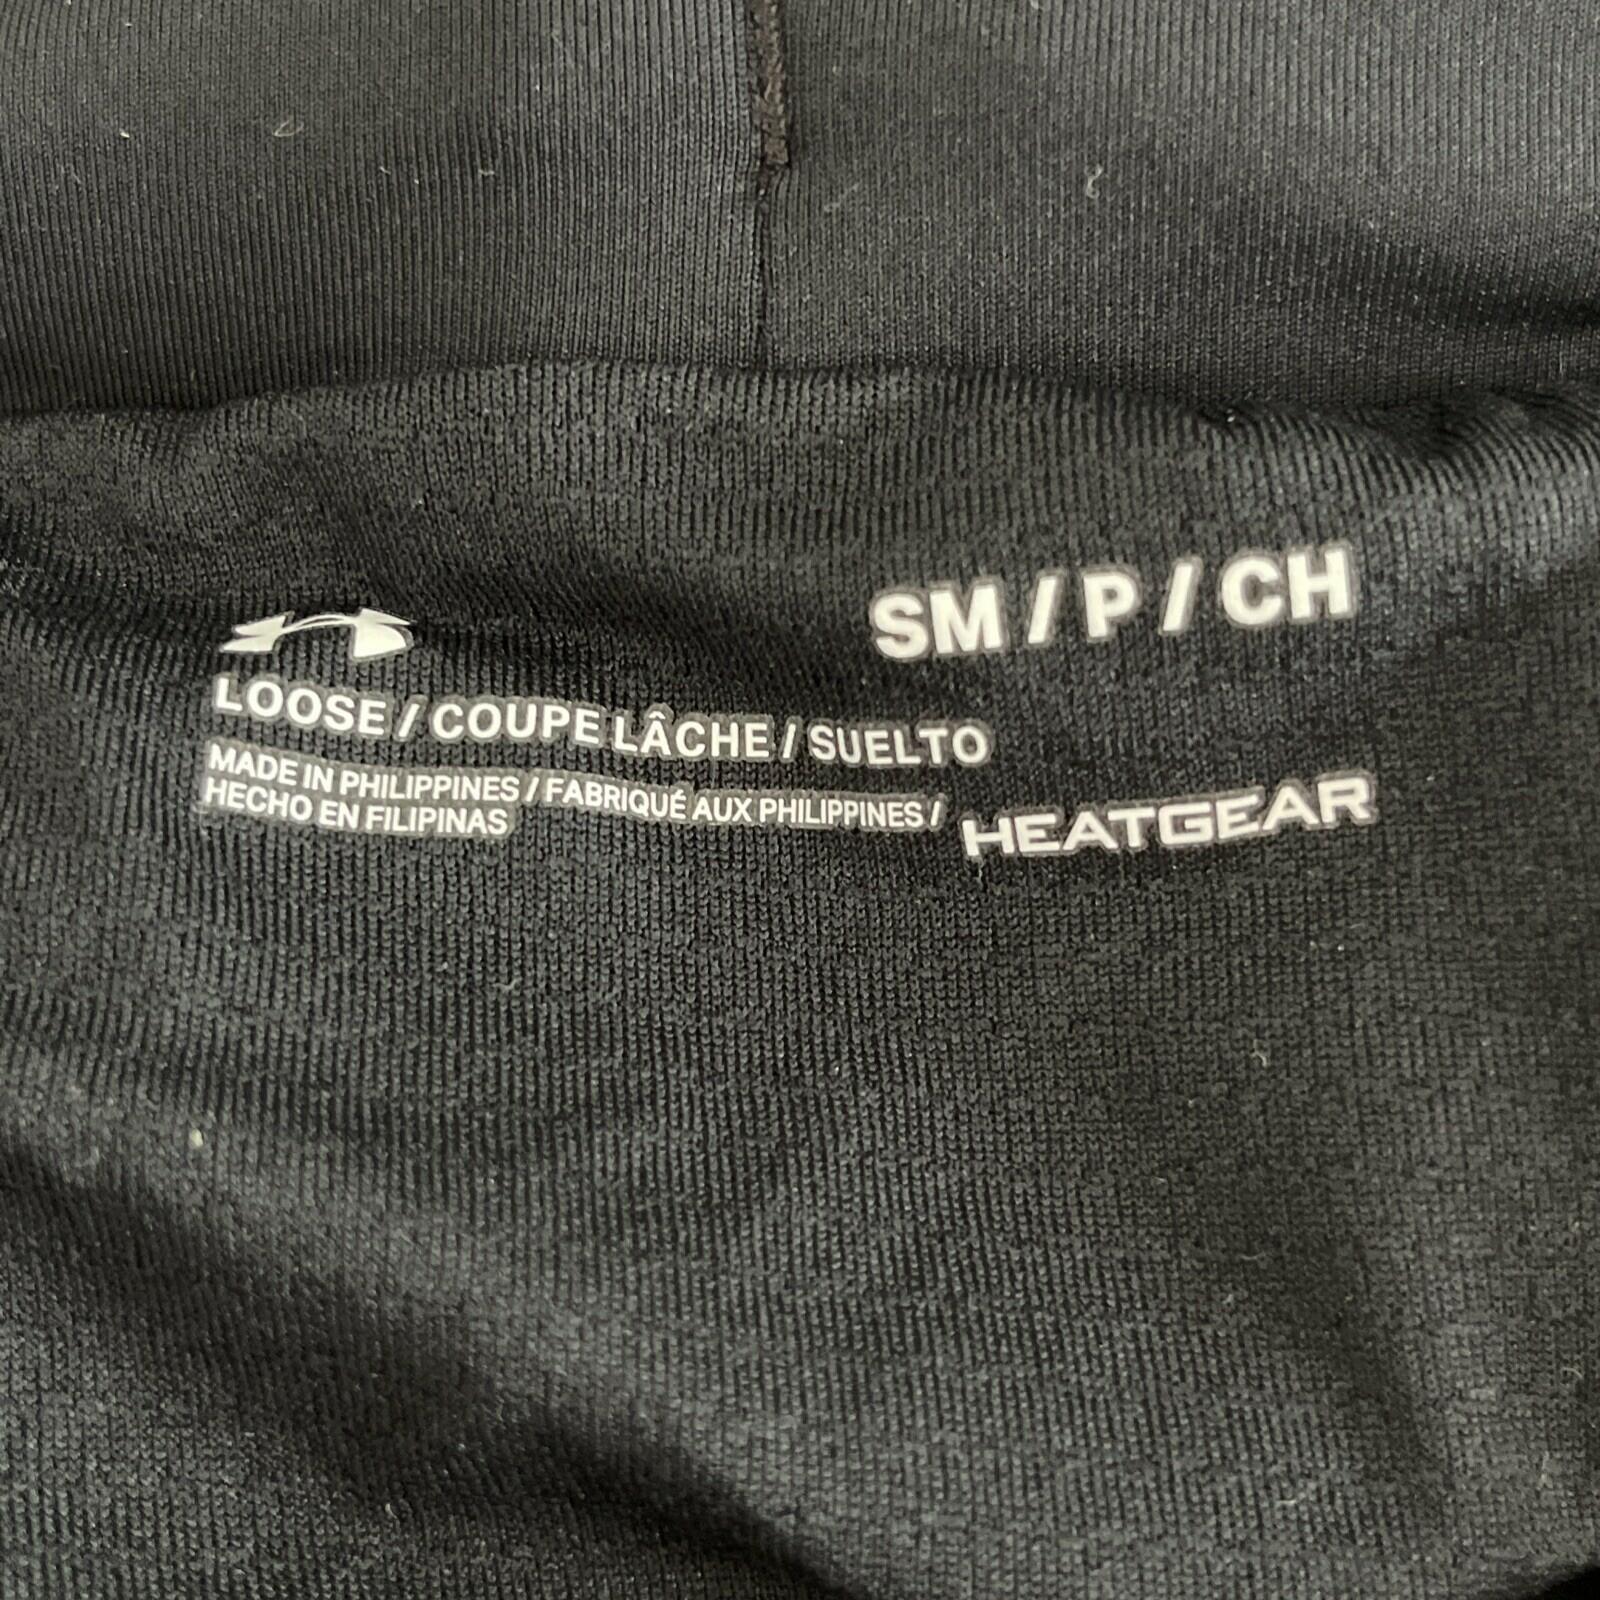 SM / P / CH
LOOSE / COUPE LÂCHE / SUELTO
MADE IN PHILIPPINES / FABRIQUÉ AUX PHILIPPINES /
HECHO EN FILIPINAS
HEATGEAR